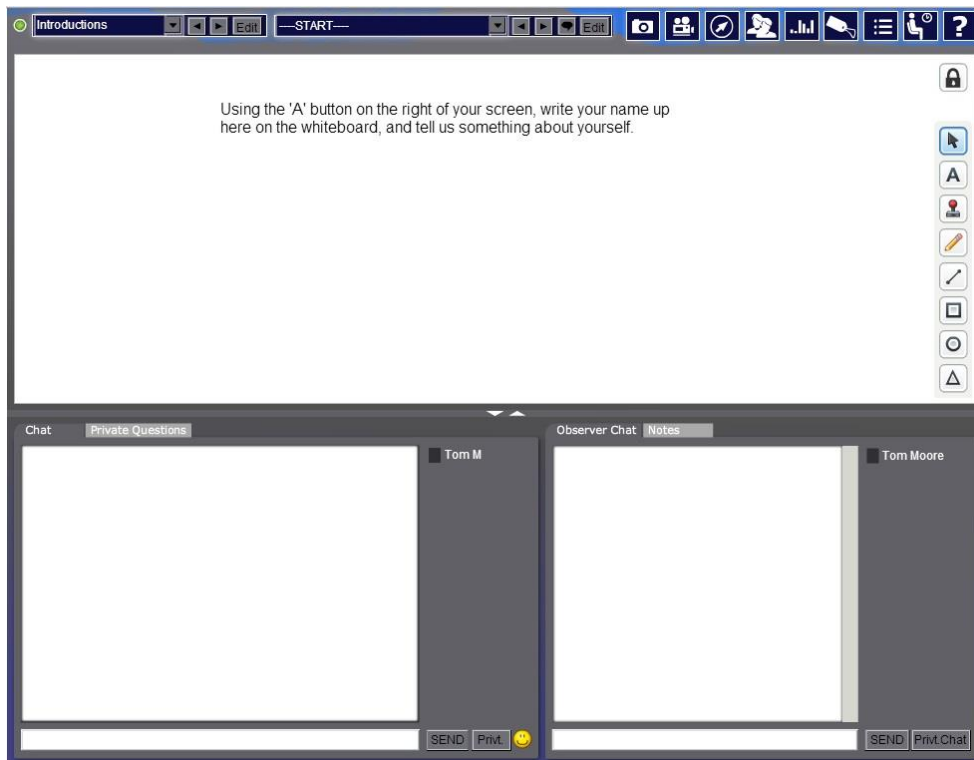 Introductions
Edit
----START----
Edit
?
Using the 'A' button on the right of your screen, write your name up
here on the whiteboard, and tell us something about yourself.
A
Chat
Private Questions
Tom M
Observer Chat
Notes
Tom Moore
SEND
Privt.
SEND
Privt.Chat